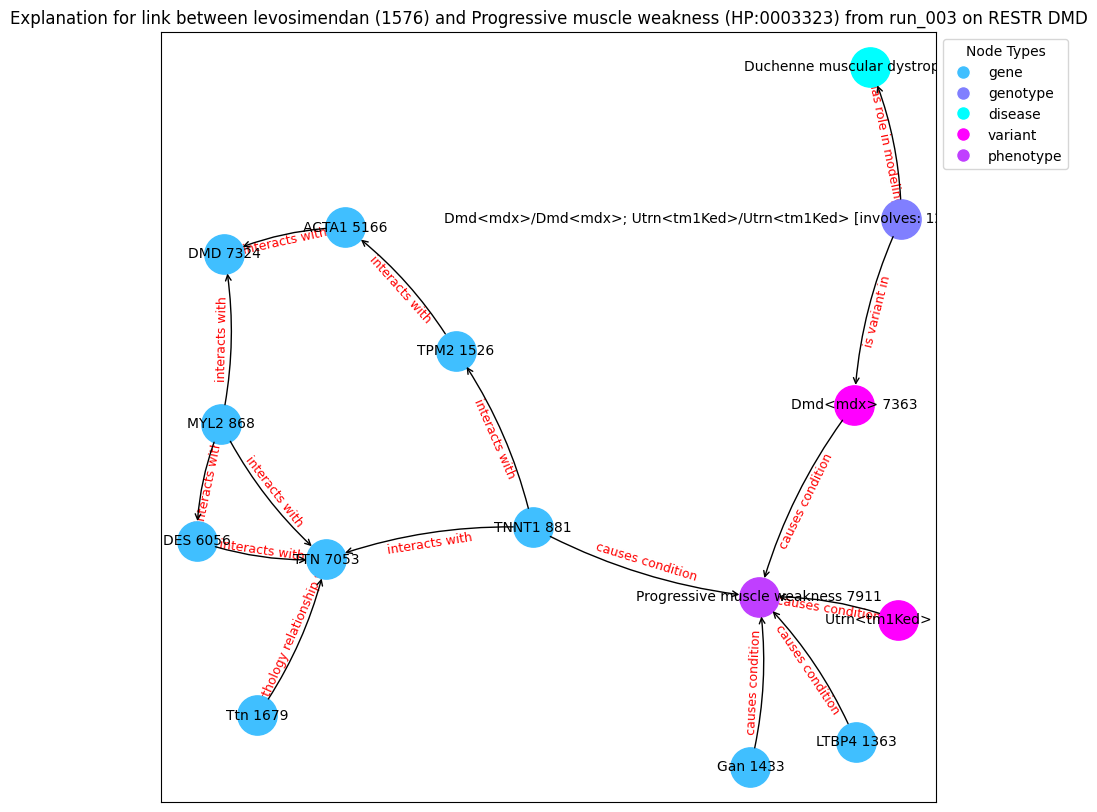 Explanation for link between levosimendan (1576) and Progressive muscle weakness (HP:0003323) from run_003 on RESTR DMD
Node Types
gene
genotype
disease
variant
phenotype
Duchenne muscular dystrop
as role in modelin
Dmd<mdx>/Dmd<mdx>; Utrn<tm1Ked>/Utrn<tm1Ked> [involves: 1
is variant in
ACTA1 5166
interacts with
DMD 7324
interacts with
interacts with
TPM2 1526
Dmd<mdx> 7363
MYL2 868
interacts with
interacts with
interacts with
causes condition
TNNT1 881
DES 6056
interacts with
TTN 7053
interacts with
causes condition
Progressive muscle weakness 7911
causes condition
Utrn<tm1Ked>
thology relationship
causes condition
causes condition
Ttn 1679
LTBP4 1363
Gan 1433